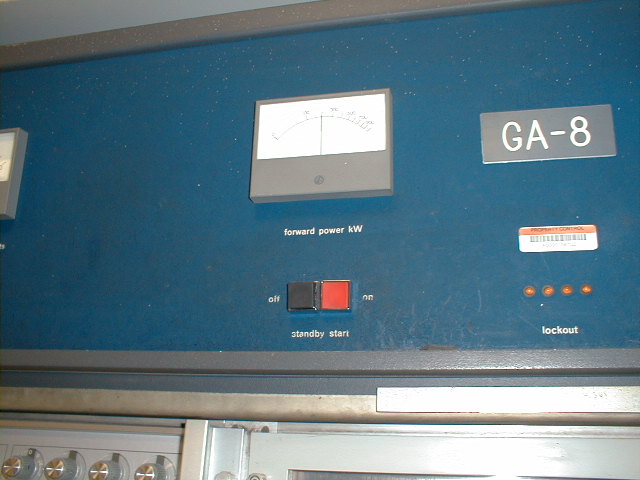 GA-8
forward power kW
PROPERTY CONTROL
off
on
standby start
lockout